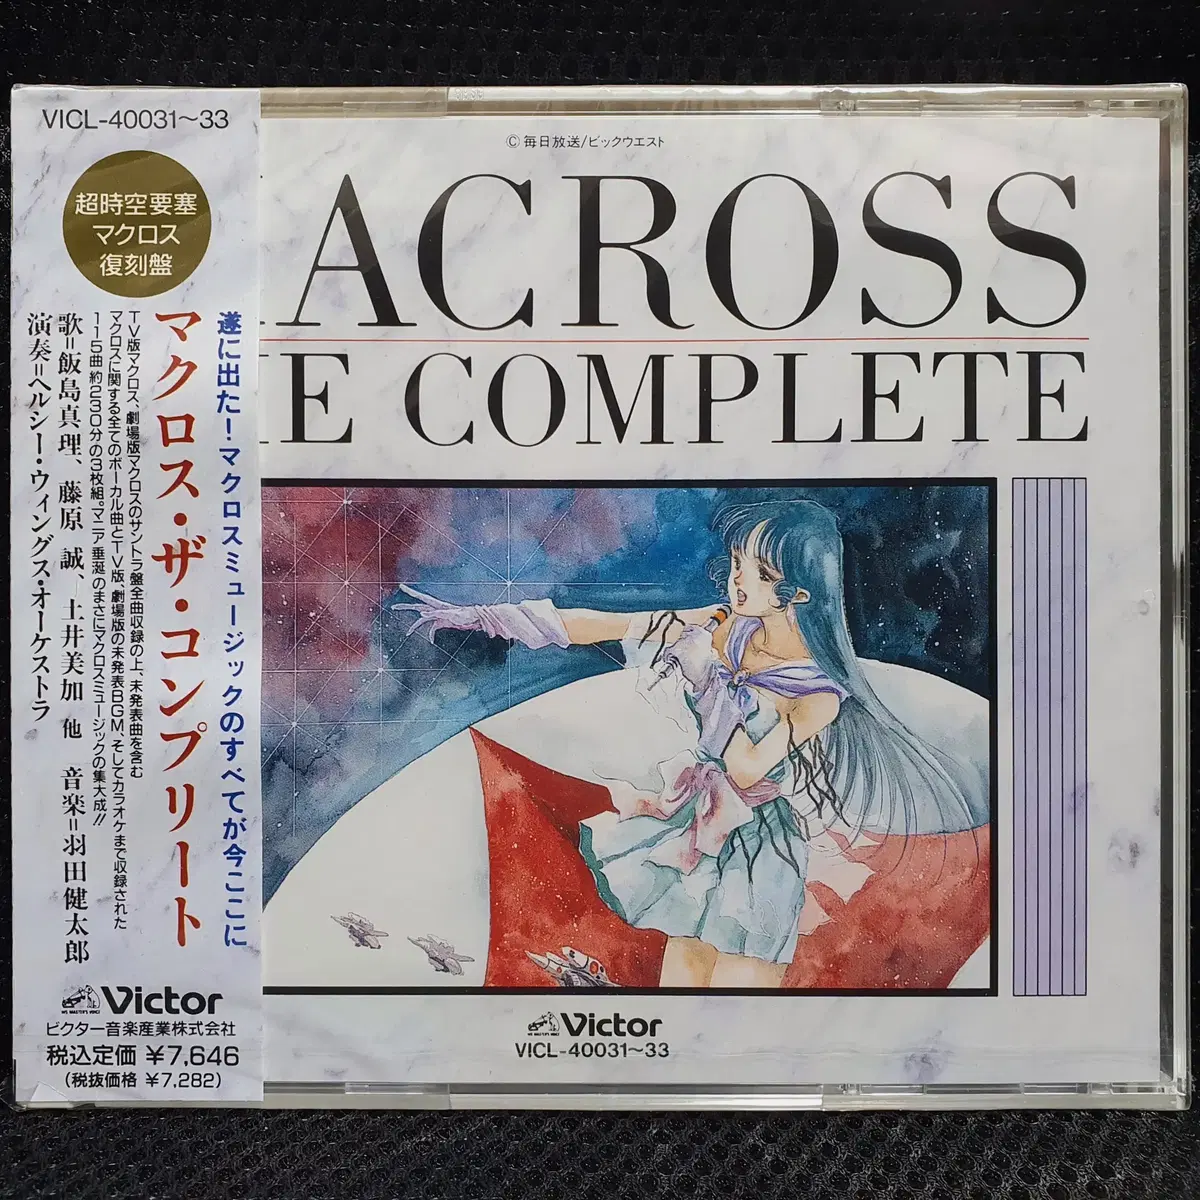 VICL-40031〜33
超時空要塞
マクロス
復刻盤
遂に出た!マクロスミュージックのすべてが今ここに
マクロス・ザ・コンプリート
TV版マクロス、劇場版マクロスのサントラ盤全曲収録の上、未発表曲を含む
マクロスに関する全てのボーカル曲とTV版、劇場版の未発表BGM、そしてカラオケまで収録された
115曲 約230分の3枚組。マニア垂涎のまさにマクロスミュージックの集大成!!
歌=飯島真理、藤原 誠、土井美加 他 音楽=羽田健太郎
演奏=ヘルシー・ウィングス・オーケストラ
HIS MASTER'S VOICE
Victor
ビクター音楽産業株式会社
税込定価 ¥7,646
(税抜価格 ¥7,282)
© 毎日放送/ビックウエスト
ACROSS
E COMPLETE
HIS MASTER'S VOICE
Victor
VICL-40031〜33